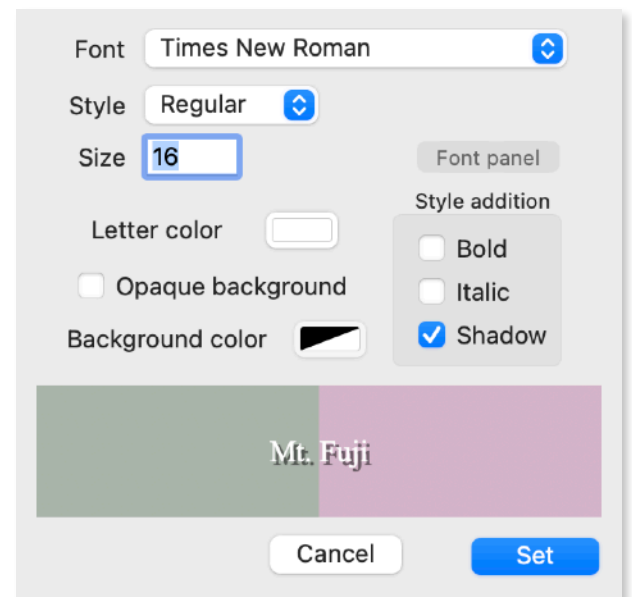 Font Times New Roman
Style Regular
Size 16
Font panel
Style addition
Letter color
Bold
Opaque background
Italic
Background color
Shadow
Mt. Fuji
Cancel Set